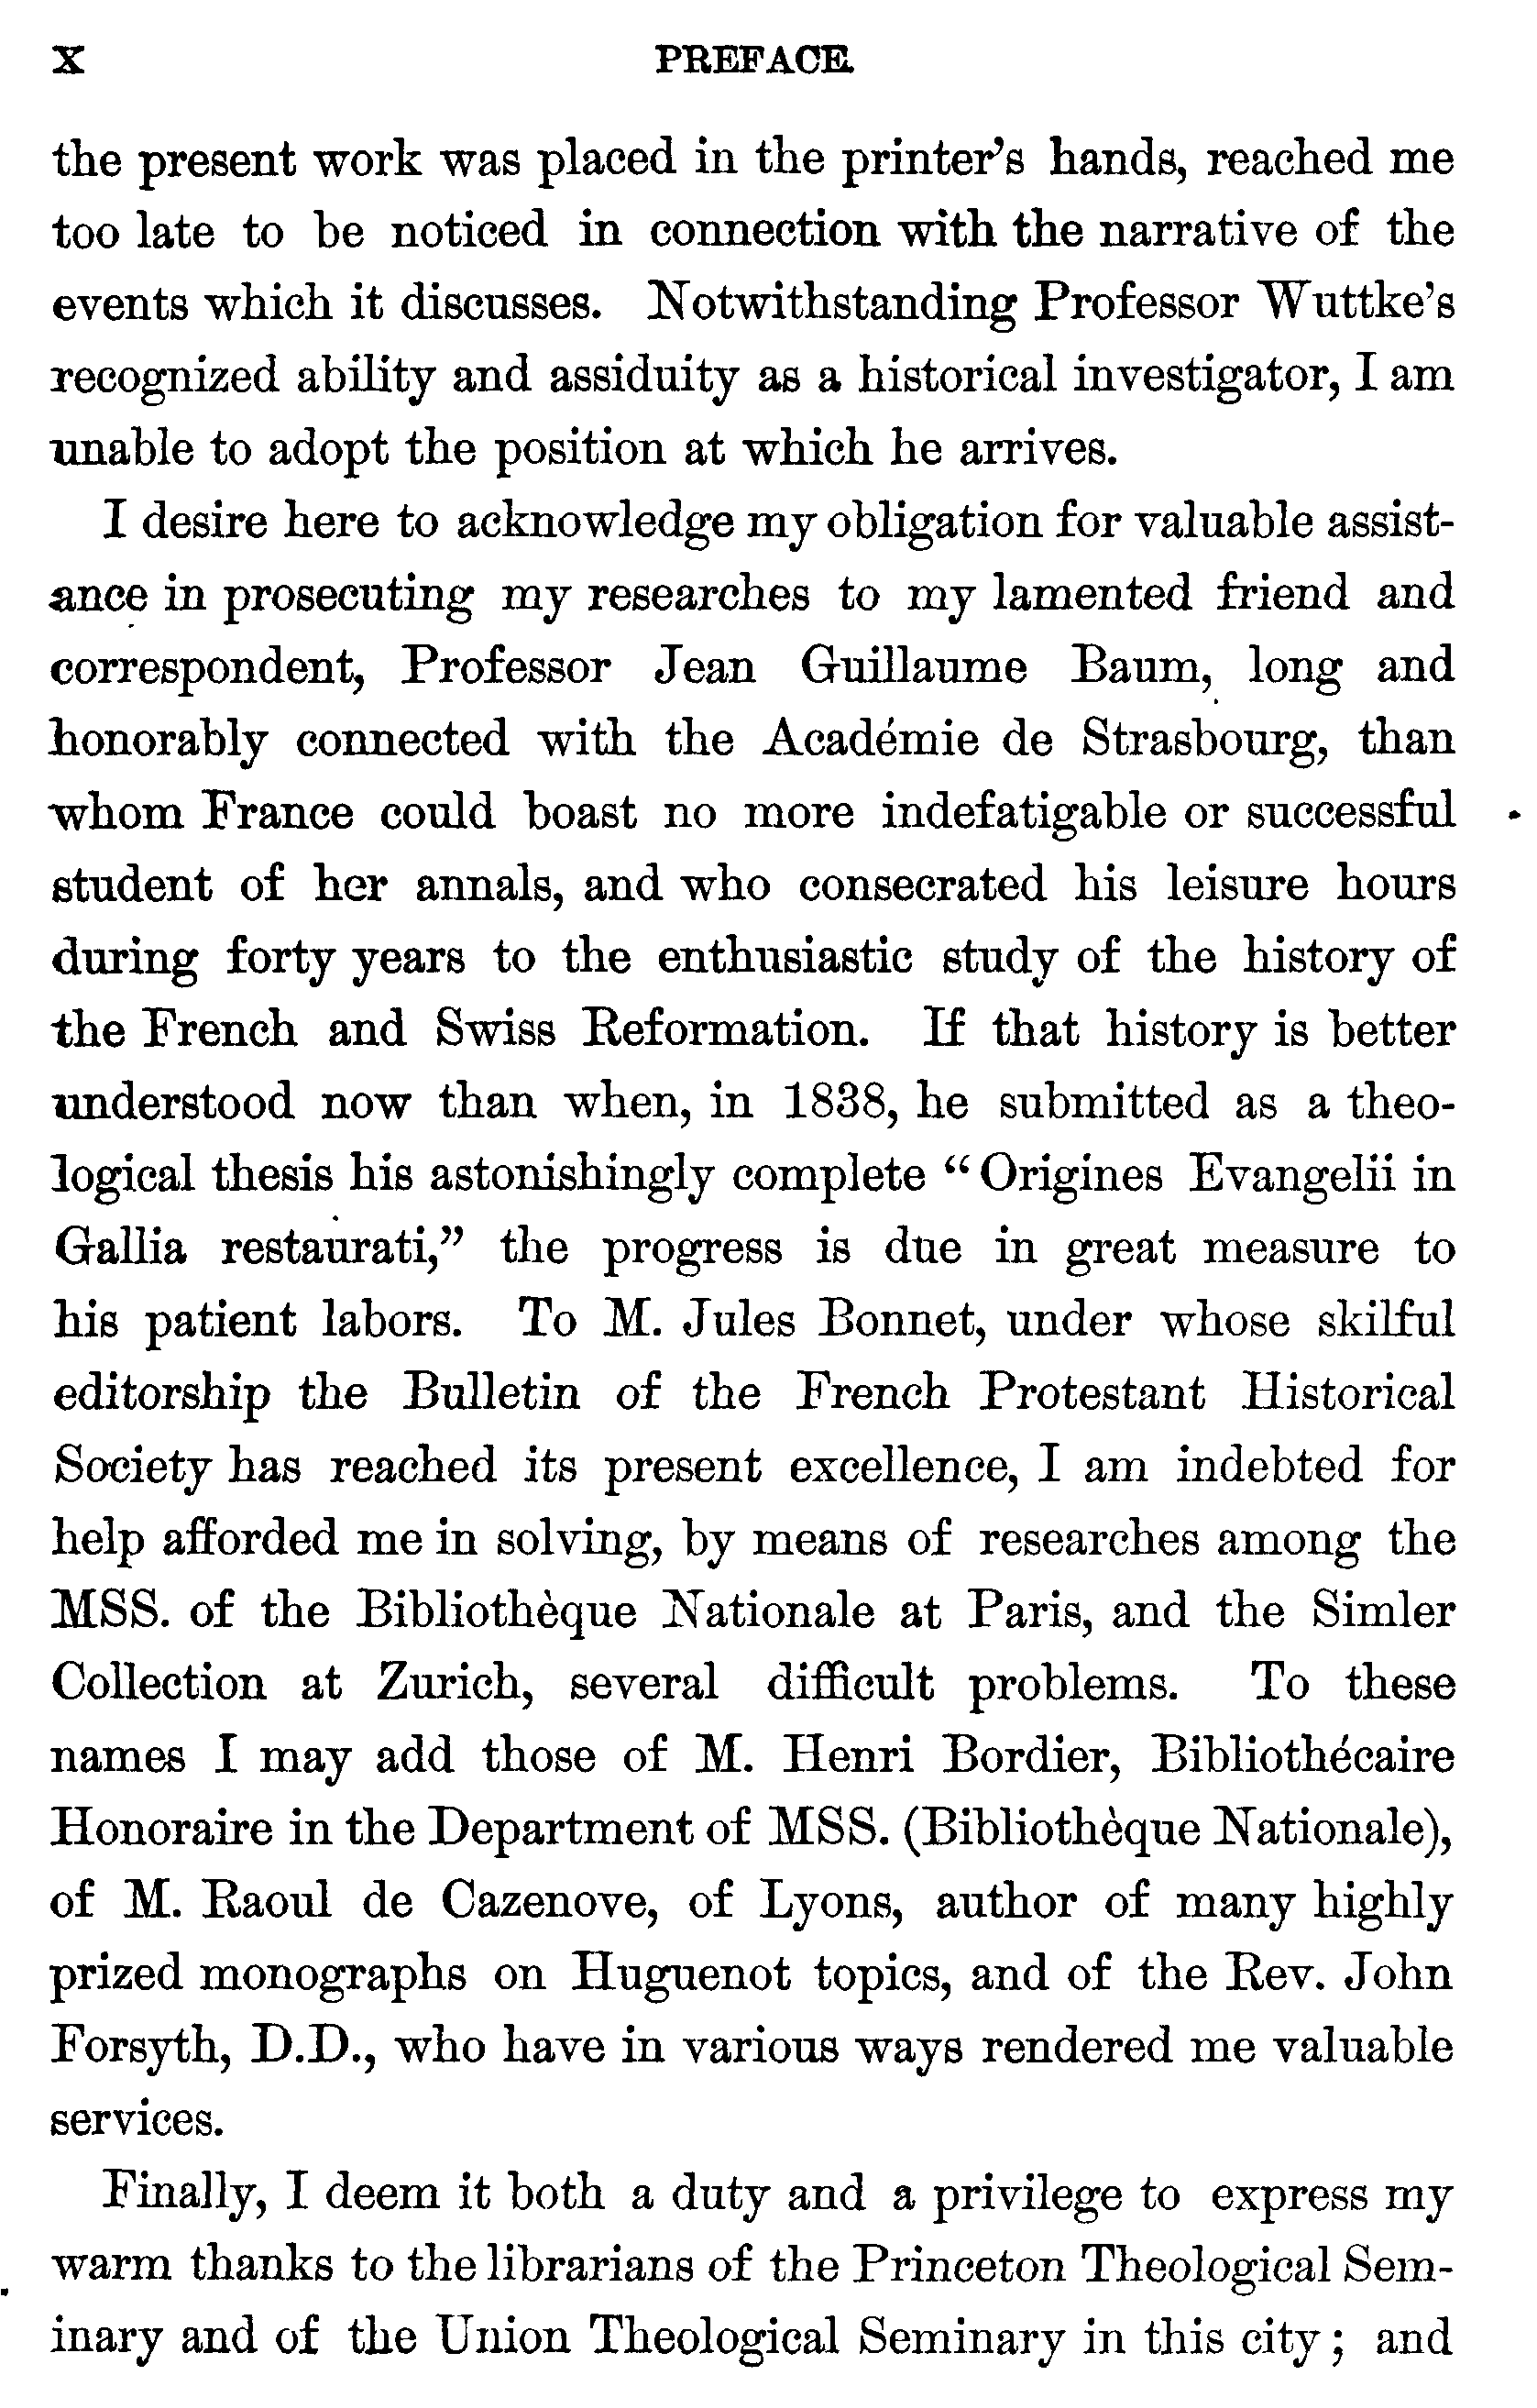 X PREFACE.
the present work was placed in the printer's hands, reached me
too late to be noticed in connection with the narrative of the
events which it discusses. Notwithstanding Professor Wuttke's
recognized ability and assiduity as a historical investigator, I am
unable to adopt the position at which he arrives.
I desire here to acknowledge my obligation for valuable assist-
ance in prosecuting my researches to my lamented friend and
correspondent, Professor Jean Guillaume Baum, long and
honorably connected with the Académie de Strasbourg, than
whom France could boast no more indefatigable or successful
student of her annals, and who consecrated his leisure hours
during forty years to the enthusiastic study of the history of
the French and Swiss Reformation. If that history is better
understood now than when, in 1838, he submitted as a theo-
logical thesis his astonishingly complete "Origines Evangelii in
Gallia restaurati," the progress is due in great measure to
his patient labors. To M. Jules Bonnet, under whose skilful
editorship the Bulletin of the French Protestant Historical
Society has reached its present excellence, I am indebted for
help afforded me in solving, by means of researches among the
MSS. of the Bibliothèque Nationale at Paris, and the Simler
Collection at Zurich, several difficult problems. To these
names I may add those of M. Henri Bordier, Bibliothécaire
Honoraire in the Department of MSS. (Bibliothèque Nationale),
of M. Raoul de Cazenove, of Lyons, author of many highly
prized monographs on Huguenot topics, and of the Rev. John
Forsyth, D.D., who have in various ways rendered me valuable
services.
Finally, I deem it both a duty and a privilege to express my
warm thanks to the librarians of the Princeton Theological Sem-
inary and of the Union Theological Seminary in this city; and